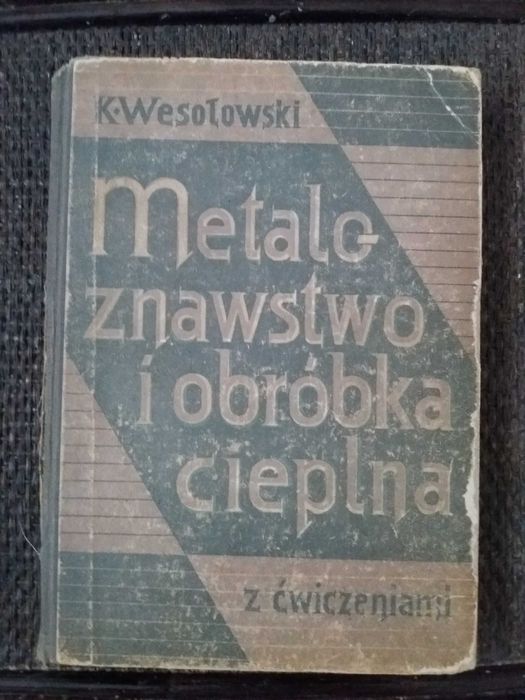 K. Wesołowski
Metalo-
znawstwo
i obróbka
cieplna
z ćwiczeniami